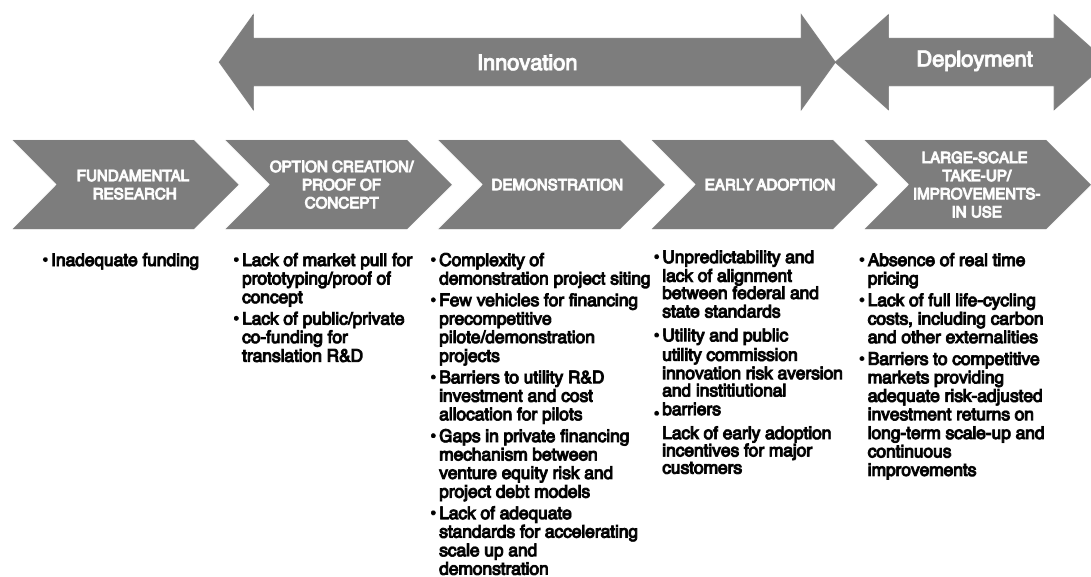 Innovation
Deployment
FUNDAMENTAL
RESEARCH
OPTION CREATION/
PROOF OF
CONCEPT
DEMONSTRATION
EARLY ADOPTION
LARGE-SCALE
TAKE-UP/
IMPROVEMENTS-
IN USE
• Inadequate funding
• Lack of market pull for
prototyping/proof of
concept
• Lack of public/private
co-funding for
translation R&D
• Complexity of
demonstration project siting
• Few vehicles for financing
precompetitive
pilote/demonstration
projects
• Barriers to utility R&D
investment and cost
allocation for pilots
• Gaps in private financing
mechanism between
venture equity risk and
project debt models
• Lack of adequate
standards for accelerating
scale up and
demonstration
• Unpredictability and
lack of alignment
between federal and
state standards
• Utility and public
utility commission
innovation risk aversion
and institiutional
barriers
•
Lack of early adoption
incentives for major
customers
• Absence of real time
pricing
• Lack of full life-cycling
costs, including carbon
and other externalities
• Barriers to competitive
markets providing
adequate risk-adjusted
investment returns on
long-term scale-up and
continuous
improvements